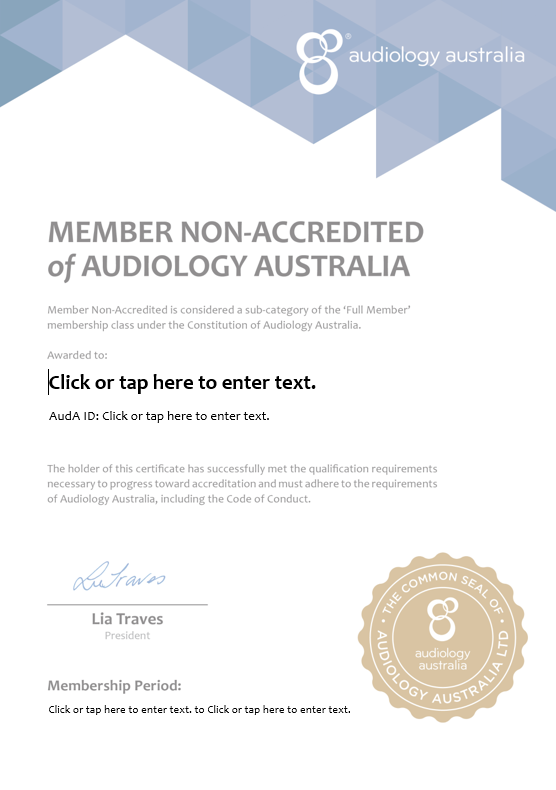 ® audiology australia
MEMBER NON-ACCREDITED
of AUDIOLOGY AUSTRALIA
Member Non-Accredited is considered a sub-category of the ‘Full Member’
membership class under the Constitution of Audiology Australia.
Awarded to:
Click or tap here to enter text.
AudA ID: Click or tap here to enter text.
The holder of this certificate has successfully met the qualification requirements
necessary to progress toward accreditation and must adhere to the requirements
of Audiology Australia, including the Code of Conduct.
Lia Traves
Lia Traves
President
• THE COMMON SEAL OF •
AUDIOLOGY AUSTRALIA LTD
audiology
australia
Membership Period:
Click or tap here to enter text. to Click or tap here to enter text.